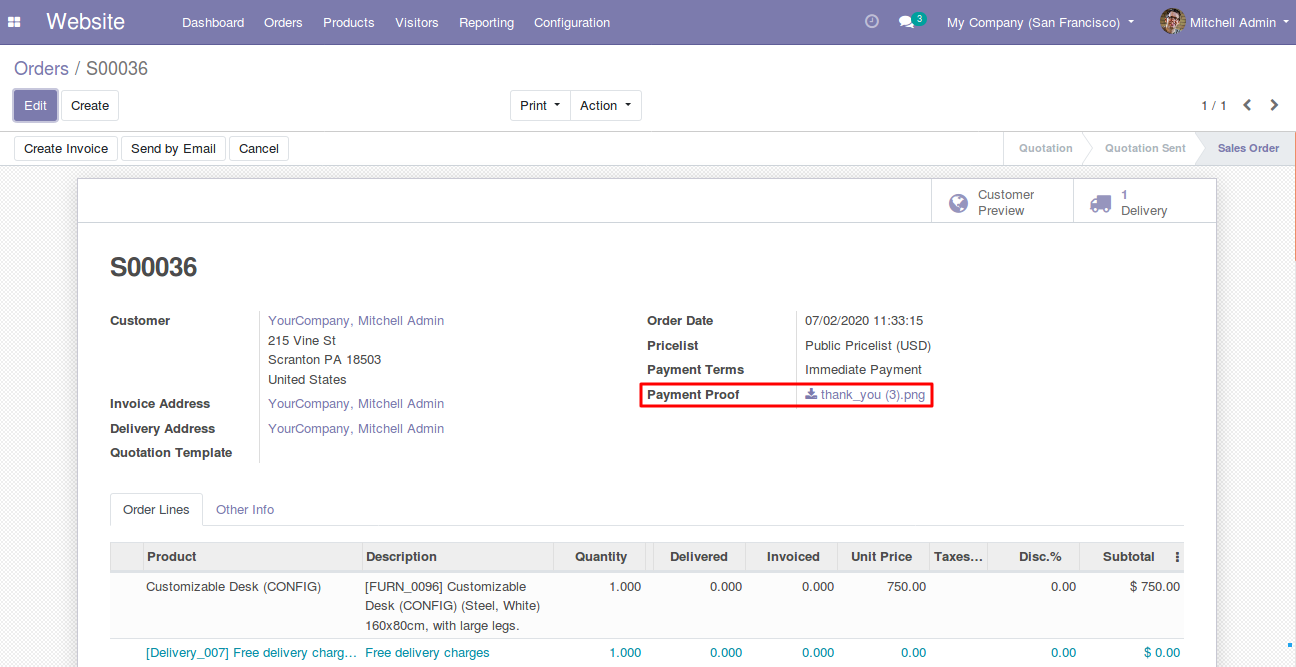 Website Dashboard Orders Products Visitors Reporting Configuration 3 My Company (San Francisco) Mitchell Admin
Orders / S00036
Edit Create Print Action 1 / 1
Create Invoice Send by Email Cancel Quotation Quotation Sent Sales Order
Customer Preview
1 Delivery
S00036
Customer YourCompany, Mitchell Admin
215 Vine St
Scranton PA 18503
United States
Invoice Address YourCompany, Mitchell Admin
Delivery Address YourCompany, Mitchell Admin
Quotation Template
Order Date 07/02/2020 11:33:15
Pricelist Public Pricelist (USD)
Payment Terms Immediate Payment
Payment Proof thank_you (3).png
Order Lines Other Info
Product Description Quantity Delivered Invoiced Unit Price Taxes... Disc.% Subtotal
Customizable Desk (CONFIG) [FURN_0096] Customizable 1.000 0.000 0.000 750.00 0.00 $ 750.00
Desk (CONFIG) (Steel, White)
160x80cm, with large legs.
[Delivery_007] Free delivery charg... Free delivery charges 1.000 0.000 0.000 0.00 0.00 $ 0.00